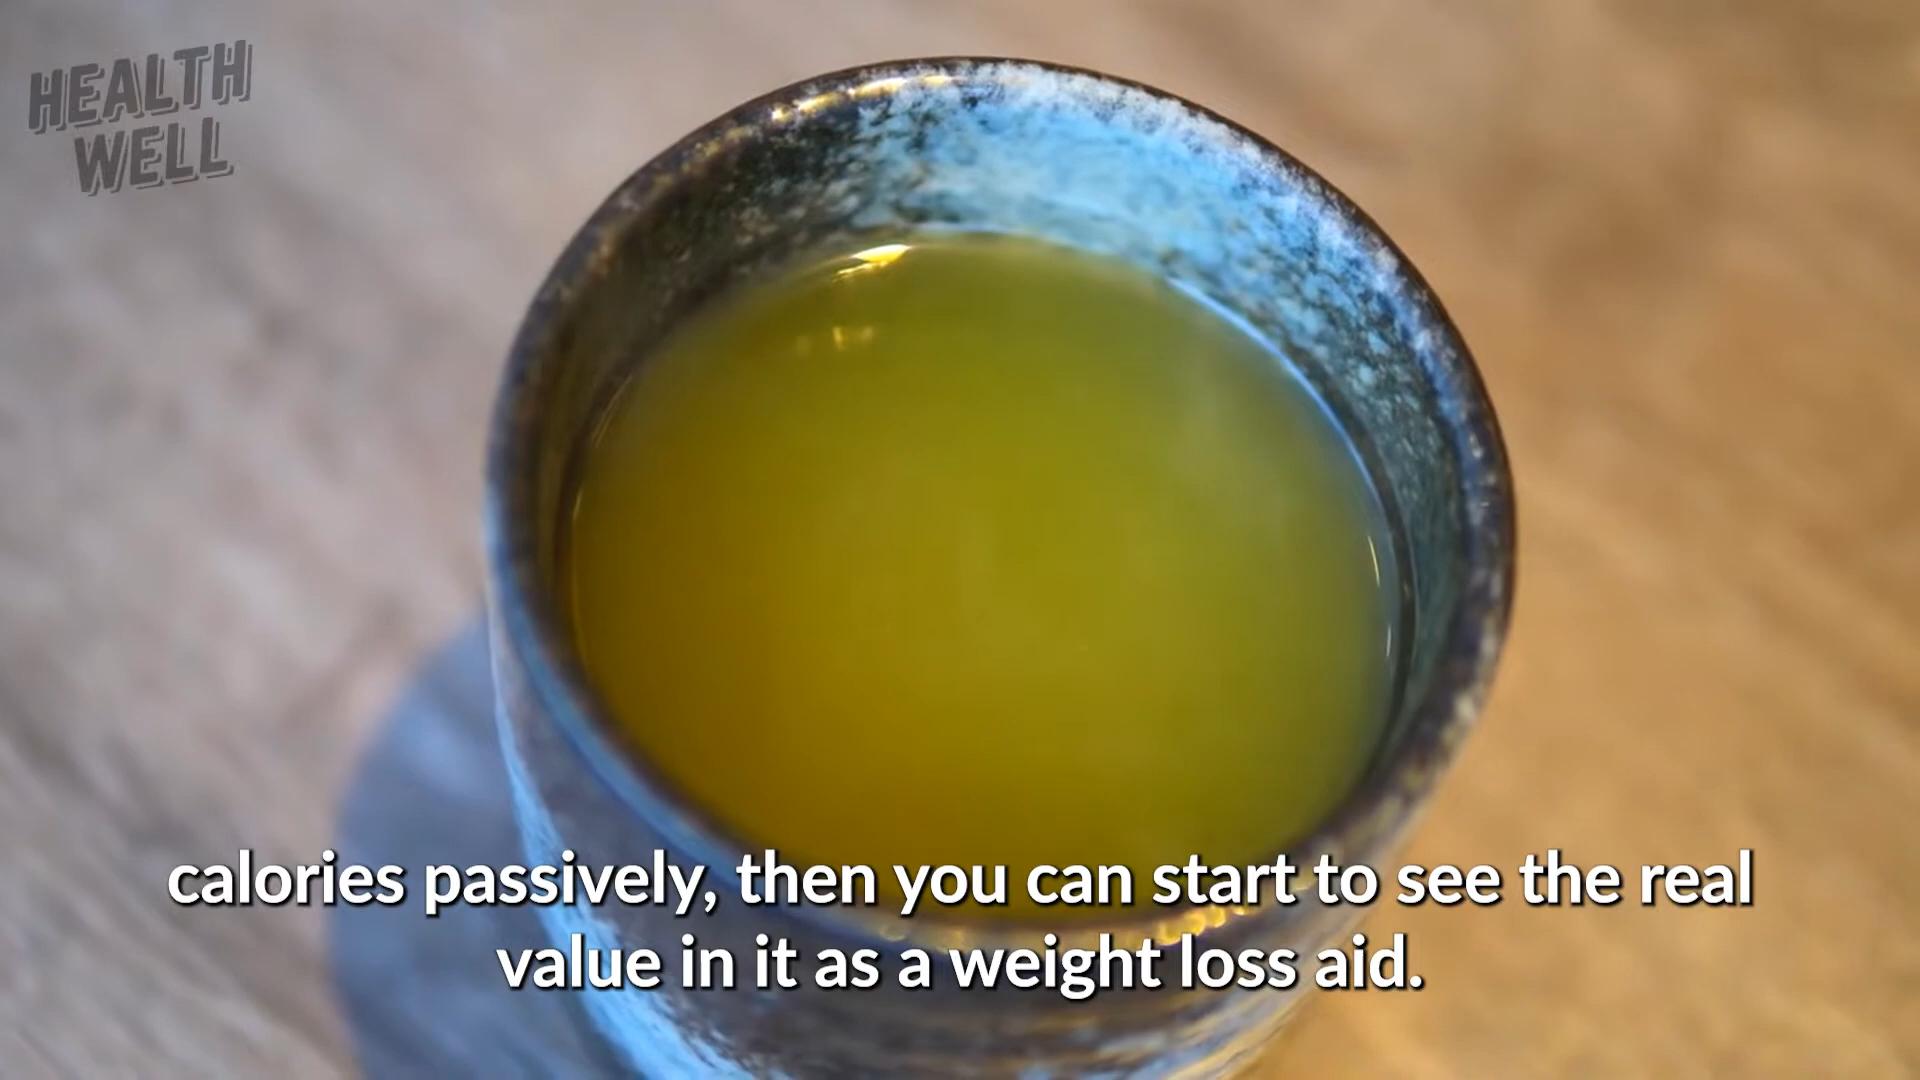 HEALTH
WELL
calories passively, then you can start to see the real
value in it as a weight loss aid.